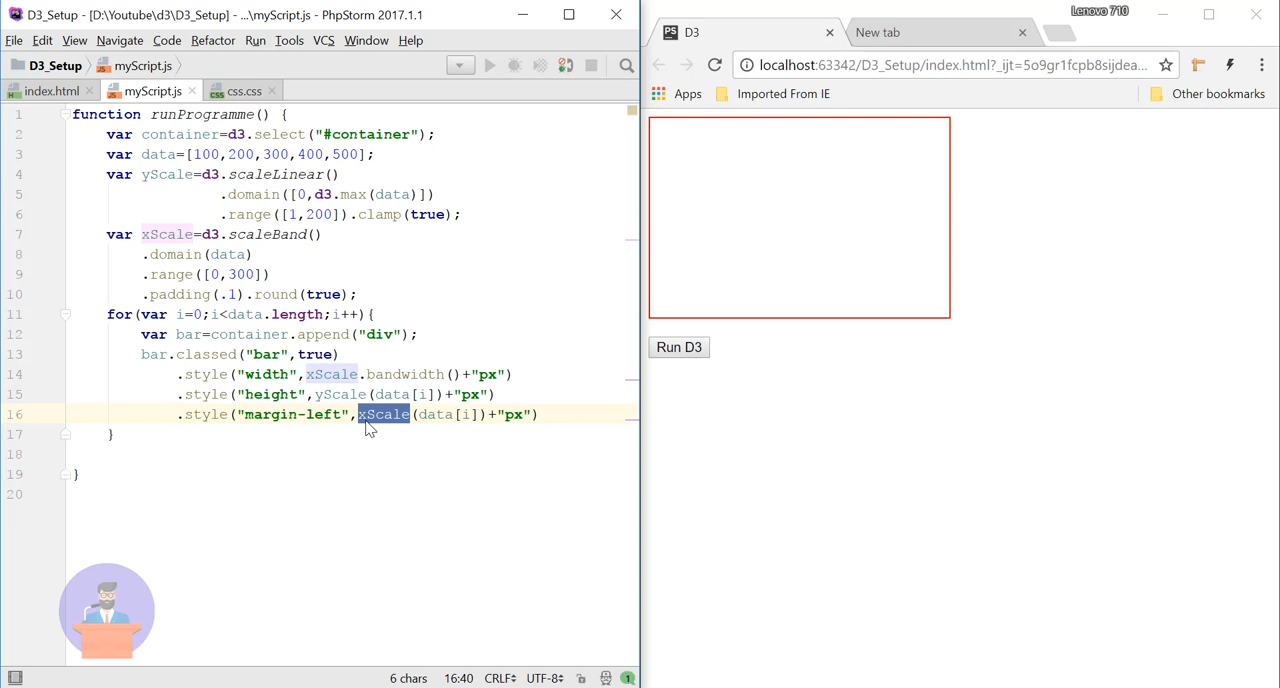 D3_Setup - [D:\Youtube\d3\D3_Setup] - ...\myScript.js - PhpStorm 2017.1.1
File Edit View Navigate Code Refactor Run Tools VCS Window Help
D3_Setup myScript.js
index.html myScript.js css.css
1 function runProgramme() {
2 var container=d3.select("#container");
3 var data=[100,200,300,400,500];
4 var yScale=d3.scaleLinear()
5 .domain([0,d3.max(data)])
6 .range([1,200]).clamp(true);
7 var xScale=d3.scaleBand()
8 .domain(data)
9 .range([0,300])
10 .padding(.1).round(true);
11 for(var i=0;i<data.length;i++){
12 var bar=container.append("div");
13 bar.classed("bar",true)
14 .style("width",xScale.bandwidth()+"px")
15 .style("height",yScale(data[i])+"px")
16 .style("margin-left",xScale(data[i])+"px")
17 }
18
19 }
20
6 chars 16:40 CRLF UTF-8 1
Lenovo 710
PS D3 New tab
localhost:63342/D3_Setup/index.html?_ijt=5o9gr1fcpb8sijdea...
Apps Imported From IE Other bookmarks
Run D3